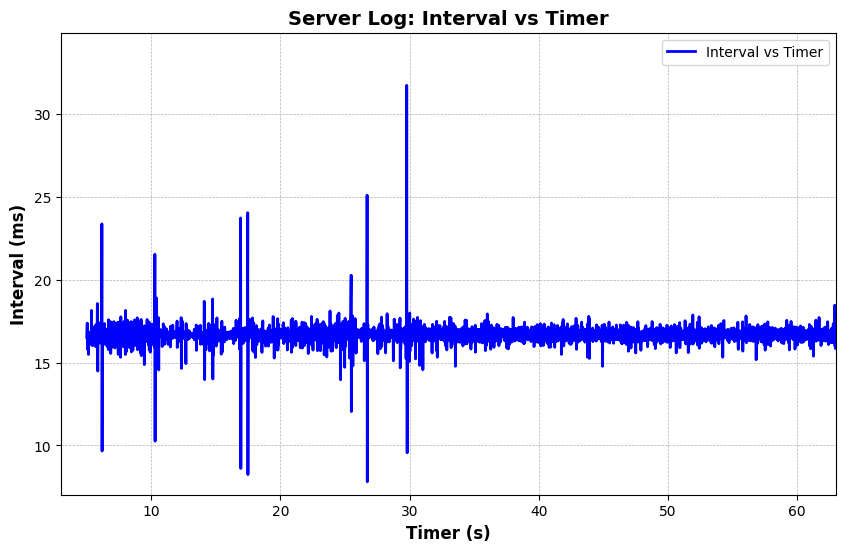 Server Log: Interval vs Timer
Interval vs Timer
30
25
20
15
10
Interval (ms)
10 20 30 40 50 60
Timer (s)